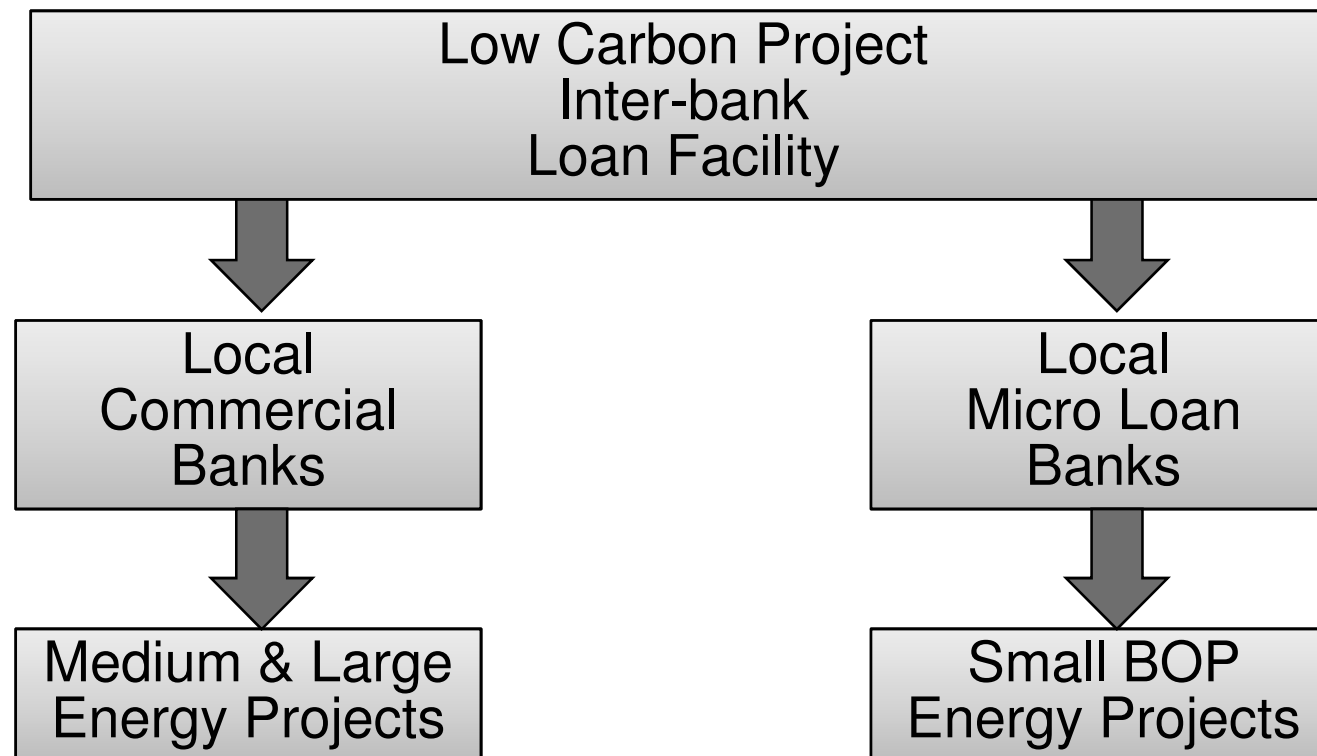 Low Carbon Project
Inter-bank
Loan Facility
Local
Commercial
Banks
Local
Micro Loan
Banks
Medium & Large
Energy Projects
Small BOP
Energy Projects